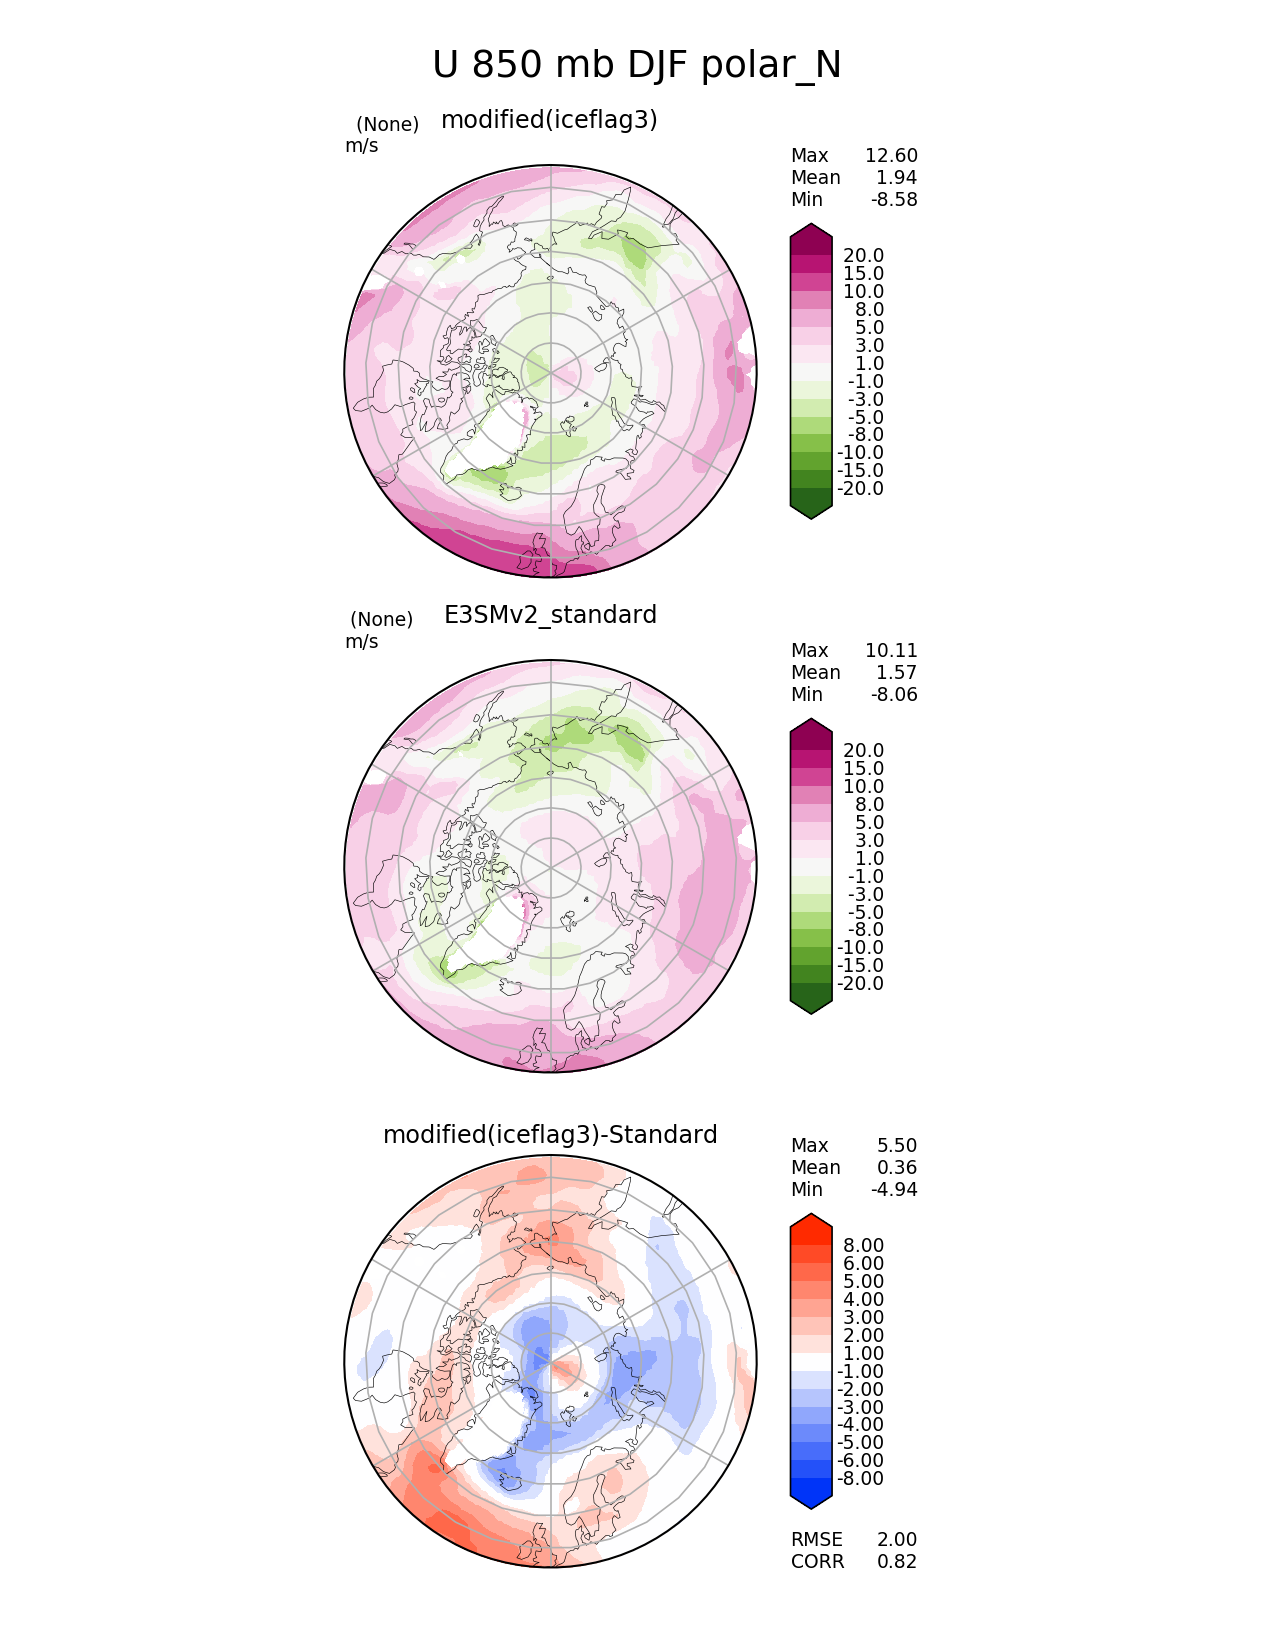 U 850 mb DJF polar_N
(None) modified(iceflag3)
m/s
Max 12.60
Mean 1.94
Min -8.58
20.0
15.0
10.0
8.0
5.0
3.0
1.0
-1.0
-3.0
-5.0
-8.0
-10.0
-15.0
-20.0
(None) E3SMv2_standard
m/s
Max 10.11
Mean 1.57
Min -8.06
20.0
15.0
10.0
8.0
5.0
3.0
1.0
-1.0
-3.0
-5.0
-8.0
-10.0
-15.0
-20.0
modified(iceflag3)-Standard
Max 5.50
Mean 0.36
Min -4.94
8.00
6.00
5.00
4.00
3.00
2.00
1.00
-1.00
-2.00
-3.00
-4.00
-5.00
-6.00
-8.00
RMSE 2.00
CORR 0.82